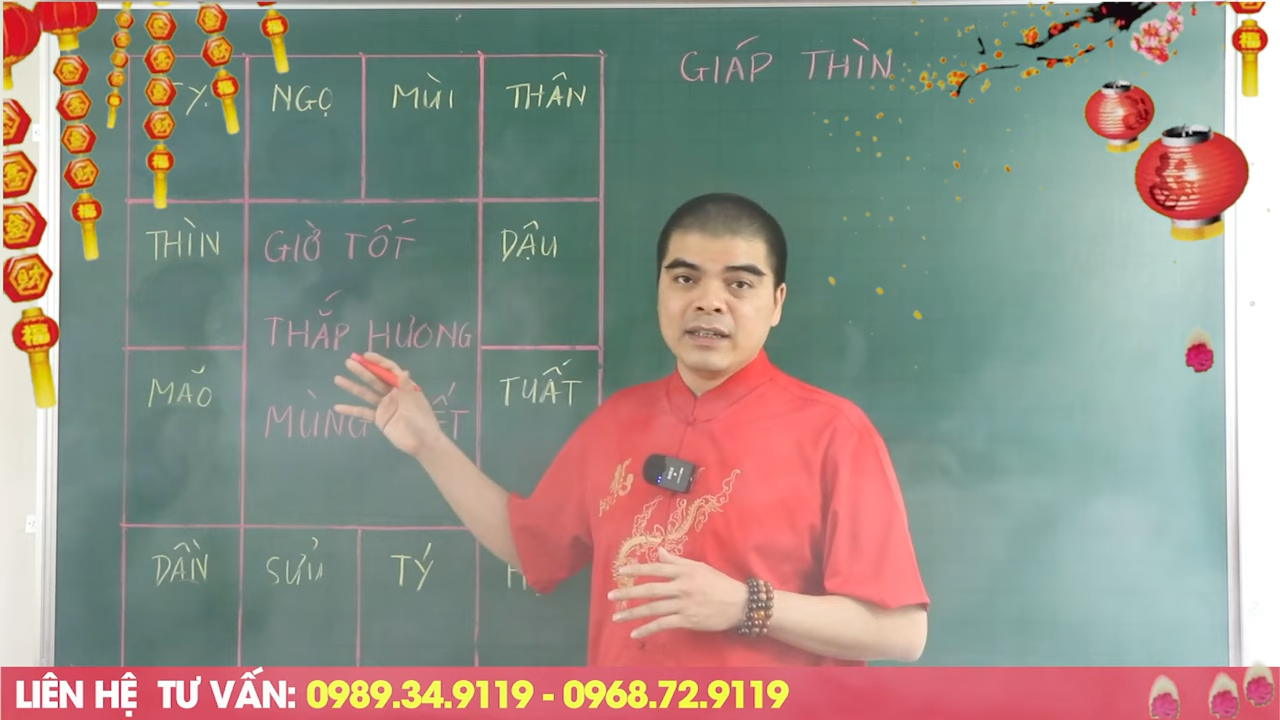 GIÁP THÌN
NGỌ
MÙI
THÂN
THÌN
GIỜ TỐT
DẬU
THẮP HƯƠNG
MÃO
MÙNG
TUẤT
DẦN
SỬU
TÝ
LIÊN HỆ TƯ VẤN: 0989.34.9119 - 0968.72.9119